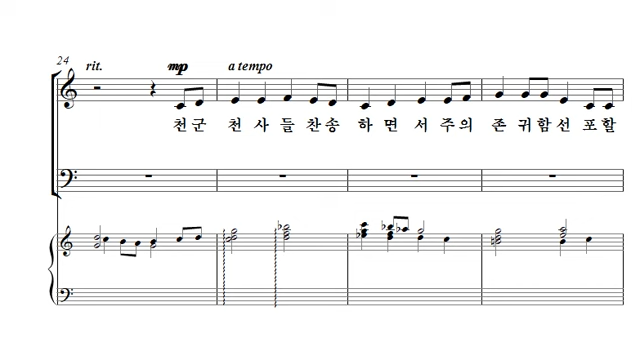 24
rit.
mp
a tempo
천군 천 사 들 찬송 하 면 서 주의 존 귀함선 포할